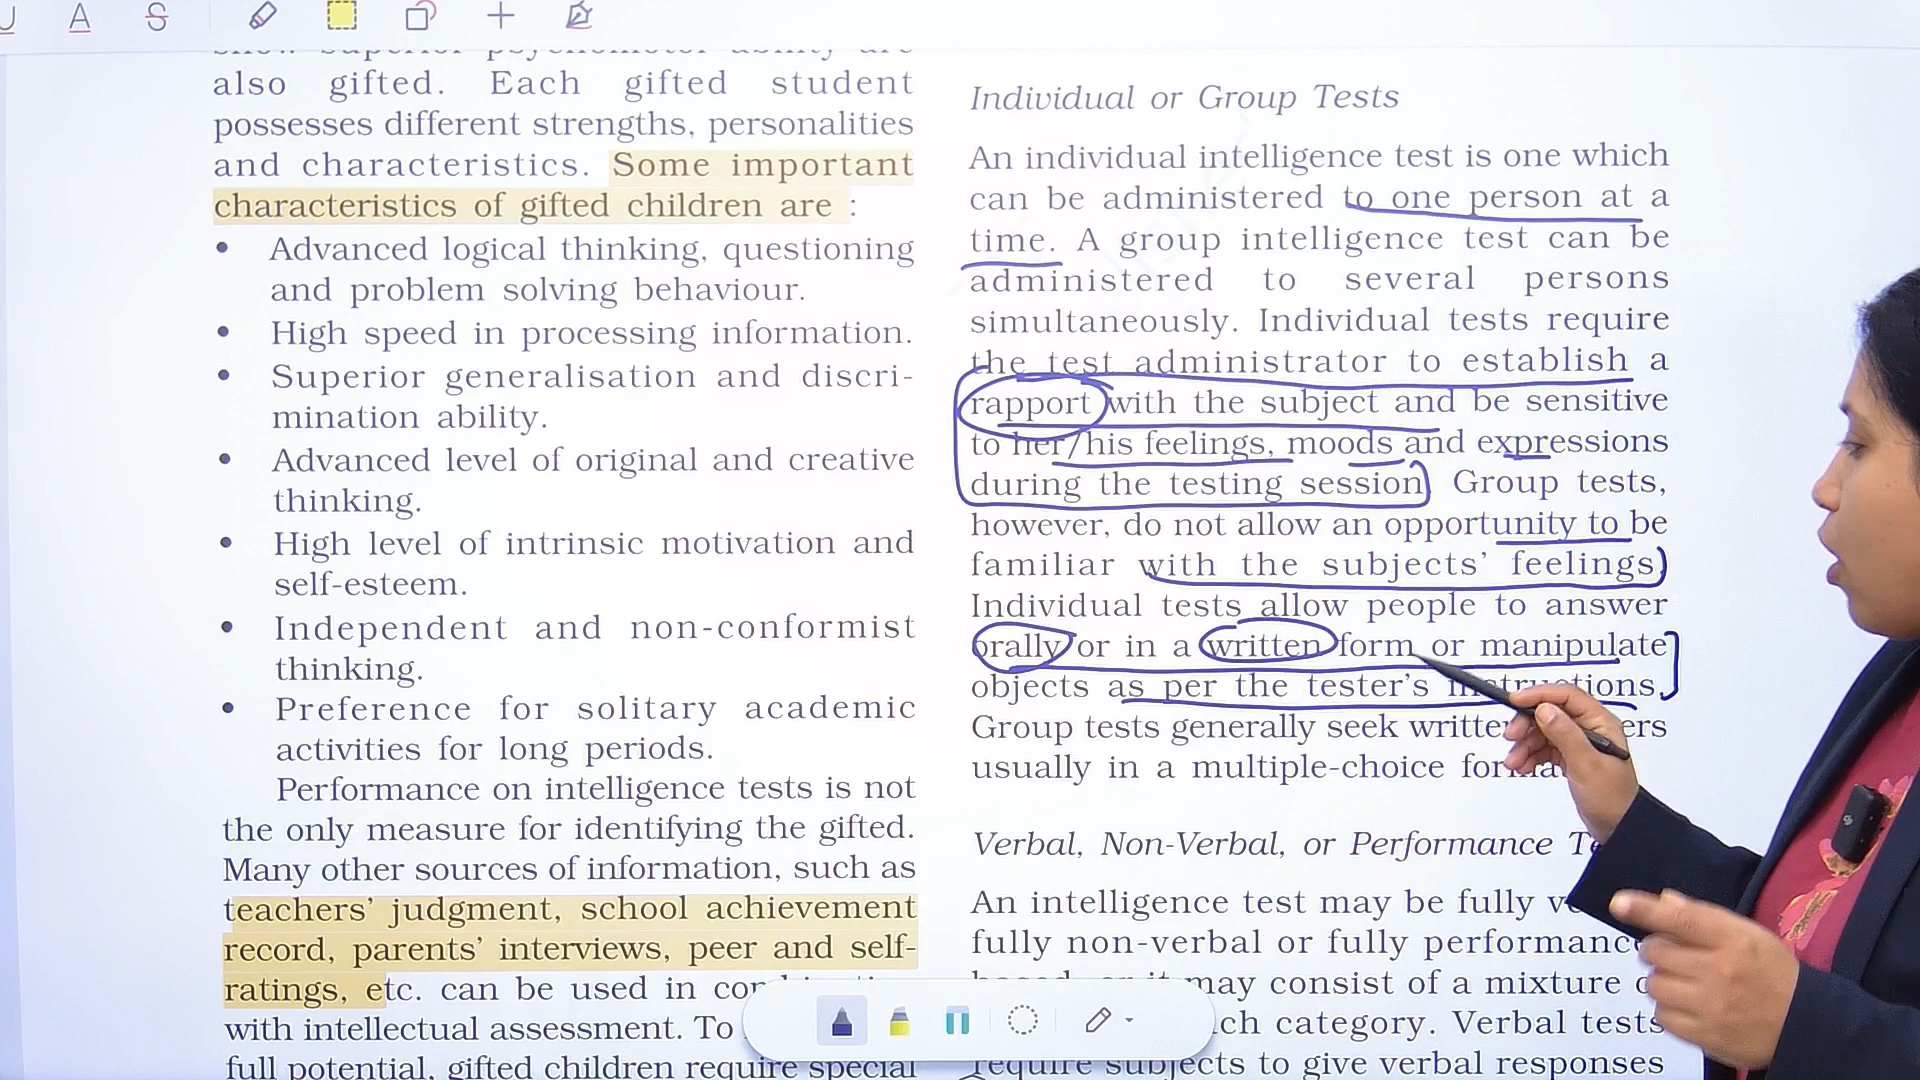 also gifted. Each gifted student
possesses different strengths, personalities
and characteristics. Some important
characteristics of gifted children are :
• Advanced logical thinking, questioning
and problem solving behaviour.
• High speed in processing information.
• Superior generalisation and discri-
mination ability.
• Advanced level of original and creative
thinking.
• High level of intrinsic motivation and
self-esteem.
• Independent and non-conformist
thinking.
• Preference for solitary academic
activities for long periods.
Performance on intelligence tests is not
the only measure for identifying the gifted.
Many other sources of information, such as
teachers’ judgment, school achievement
record, parents’ interviews, peer and self-
ratings, etc. can be used in
with intellectual assessment. To
full potential, gifted children require special
Individual or Group Tests
An individual intelligence test is one which
can be administered to one person at a
time. A group intelligence test can be
administered to several persons
simultaneously. Individual tests require
the test administrator to establish a
rapport with the subject and be sensitive
to her/his feelings, moods and expressions
during the testing session. Group tests,
however, do not allow an opportunity to be
familiar with the subjects’ feelings.
Individual tests allow people to answer
orally or in a written form or manipulate
objects as per the tester’s instructions.
Group tests generally seek written
usually in a multiple-choice format
Verbal, Non-Verbal, or Performance
An intelligence test may be fully
fully non-verbal or fully performance
may consist of a mixture
category. Verbal tests
require subjects to give verbal responses